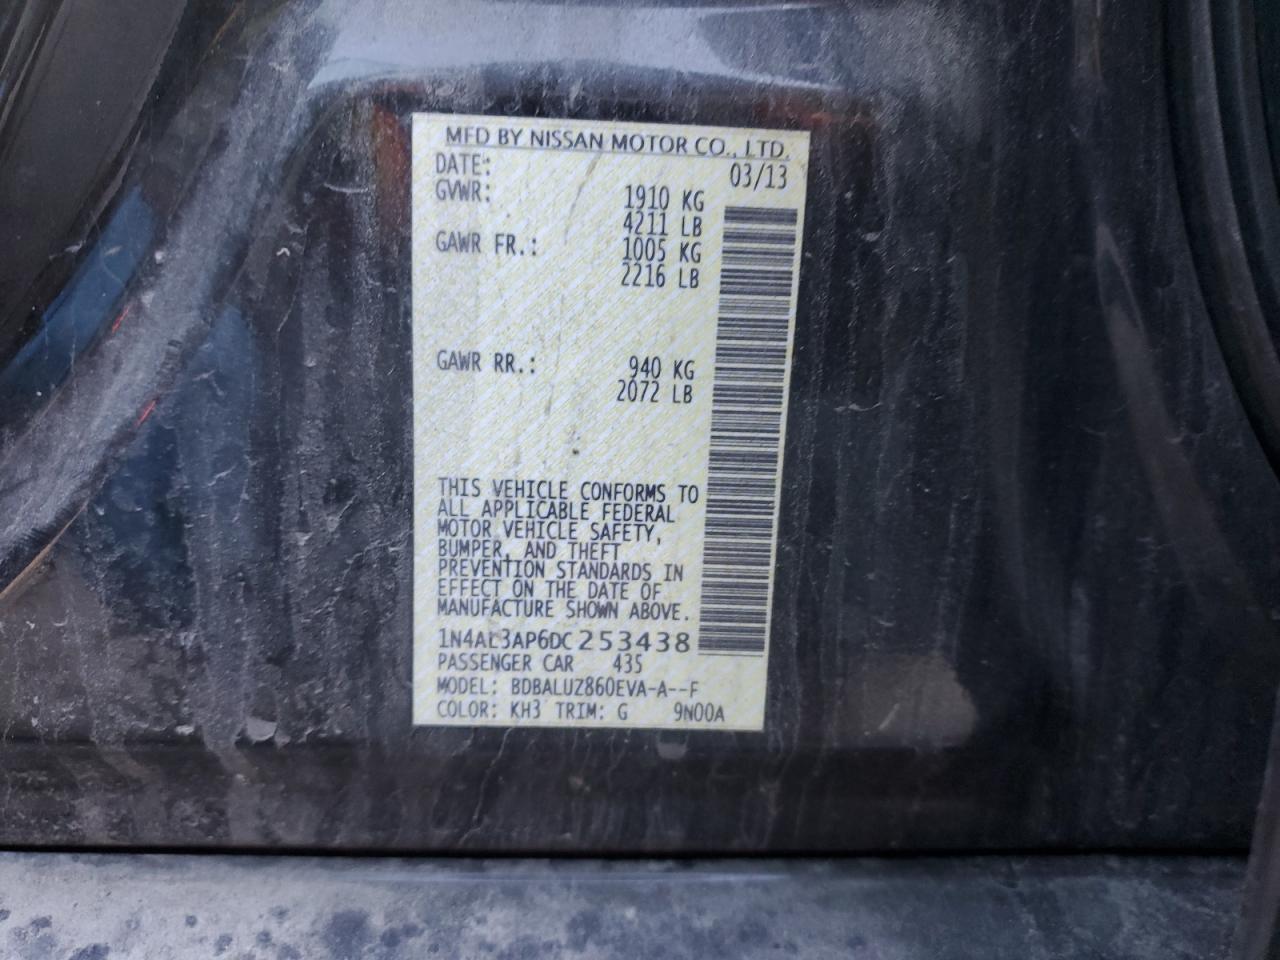 MFD BY NISSAN MOTOR CO., LTD.
DATE: 03/13
GVWR: 1910 KG
4211 LB
GAWR FR.: 1005 KG
2216 LB
GAWR RR.: 940 KG
2072 LB
THIS VEHICLE CONFORMS TO
ALL APPLICABLE FEDERAL
MOTOR VEHICLE SAFETY,
BUMPER, AND THEFT
PREVENTION STANDARDS IN
EFFECT ON THE DATE OF
MANUFACTURE SHOWN ABOVE.
1N4AL3AP6DC253438
PASSENGER CAR 435
MODEL: BDBALUZ860EVA-A--F
COLOR: KH3 TRIM: G 9N00A